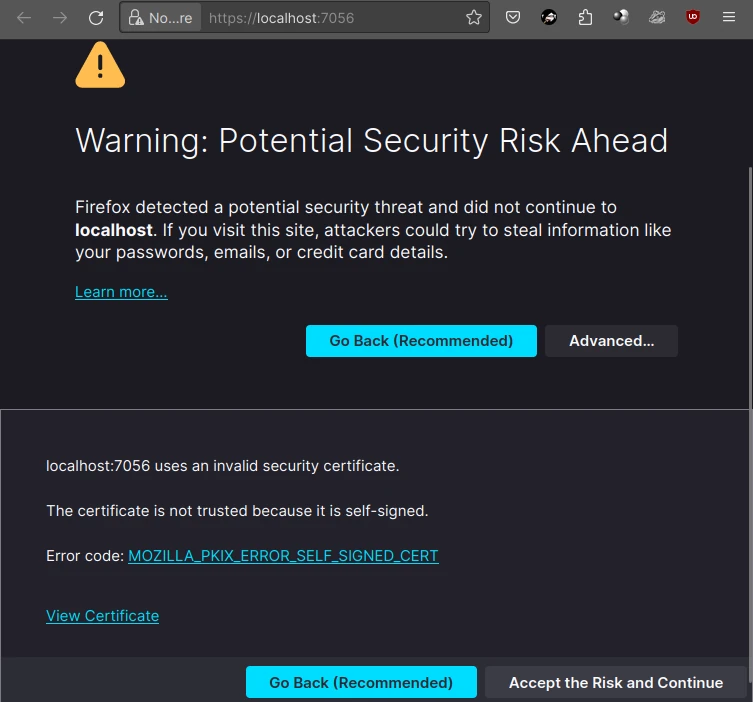 No...re
https://localhost:7056
UD
Warning: Potential Security Risk Ahead
Firefox detected a potential security threat and did not continue to
localhost. If you visit this site, attackers could try to steal information like
your passwords, emails, or credit card details.
Learn more...
Go Back (Recommended)
Advanced...
localhost:7056 uses an invalid security certificate.
The certificate is not trusted because it is self-signed.
Error code: MOZILLA_PKIX_ERROR_SELF_SIGNED_CERT
View Certificate
Go Back (Recommended)
Accept the Risk and Continue